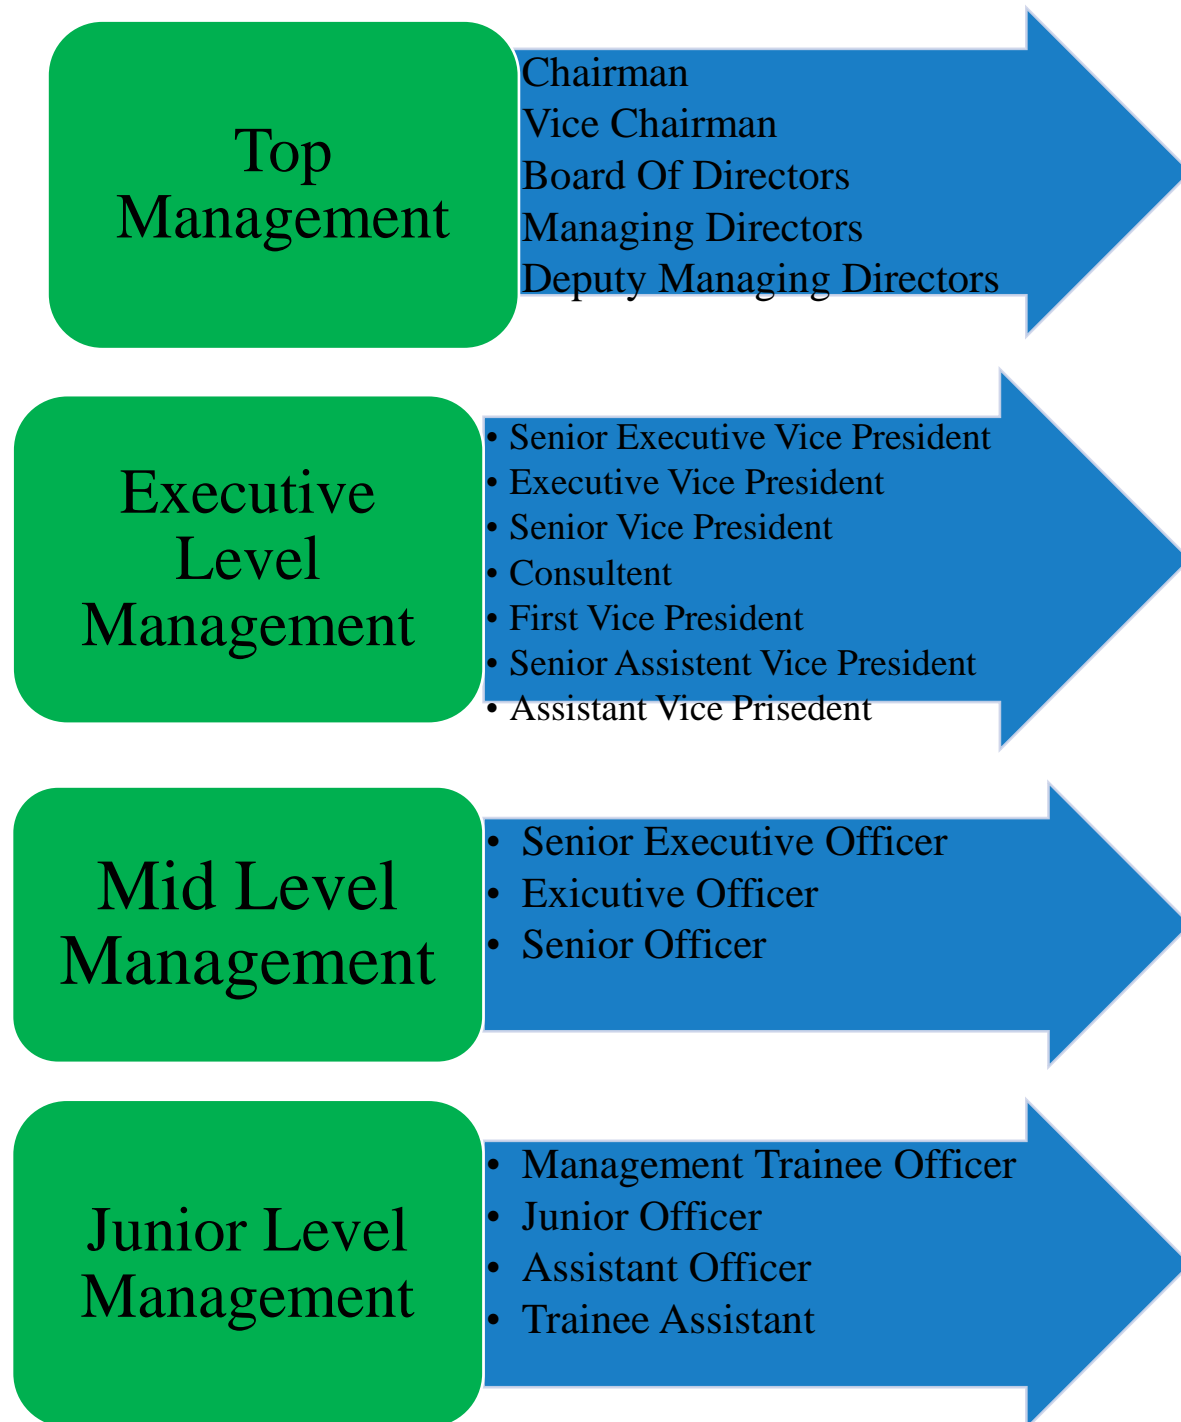 Top
Management
Chairman
Vice Chairman
Board Of Directors
Managing Directors
Deputy Managing Directors
Executive
Level
Management
• Senior Executive Vice President
• Executive Vice President
• Senior Vice President
• Consultent
• First Vice President
• Senior Assistent Vice President
• Assistant Vice Prisedent
Mid Level
Management
• Senior Executive Officer
• Exicutive Officer
• Senior Officer
Junior Level
Management
• Management Trainee Officer
• Junior Officer
• Assistant Officer
• Trainee Assistant